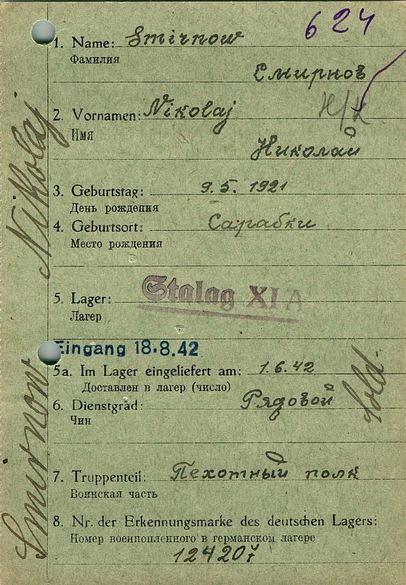 624
1. Name: Smirnow
Фамилия
Смирнов
2. Vornamen: Nikolaj
Имя
Николай
3. Geburtstag: 9.5.1921
День рождения
4. Geburtsort:
Место рождения
Stalag XI A
5. Lager:
Лагер
Eingang 18.8.42
5a. Im Lager eingeliefert am: 1.6.42
Доставлен в лагер (число)
6. Dienstgrad: Рядовой
Чин
Sold.
7. Truppenteil: Пехотный полк
Воинская часть
8. Nr. der Erkennungsmarke des deutschen Lagers:
Номер военнопленного в германском лагере
124207
Smirnow Nikolaj